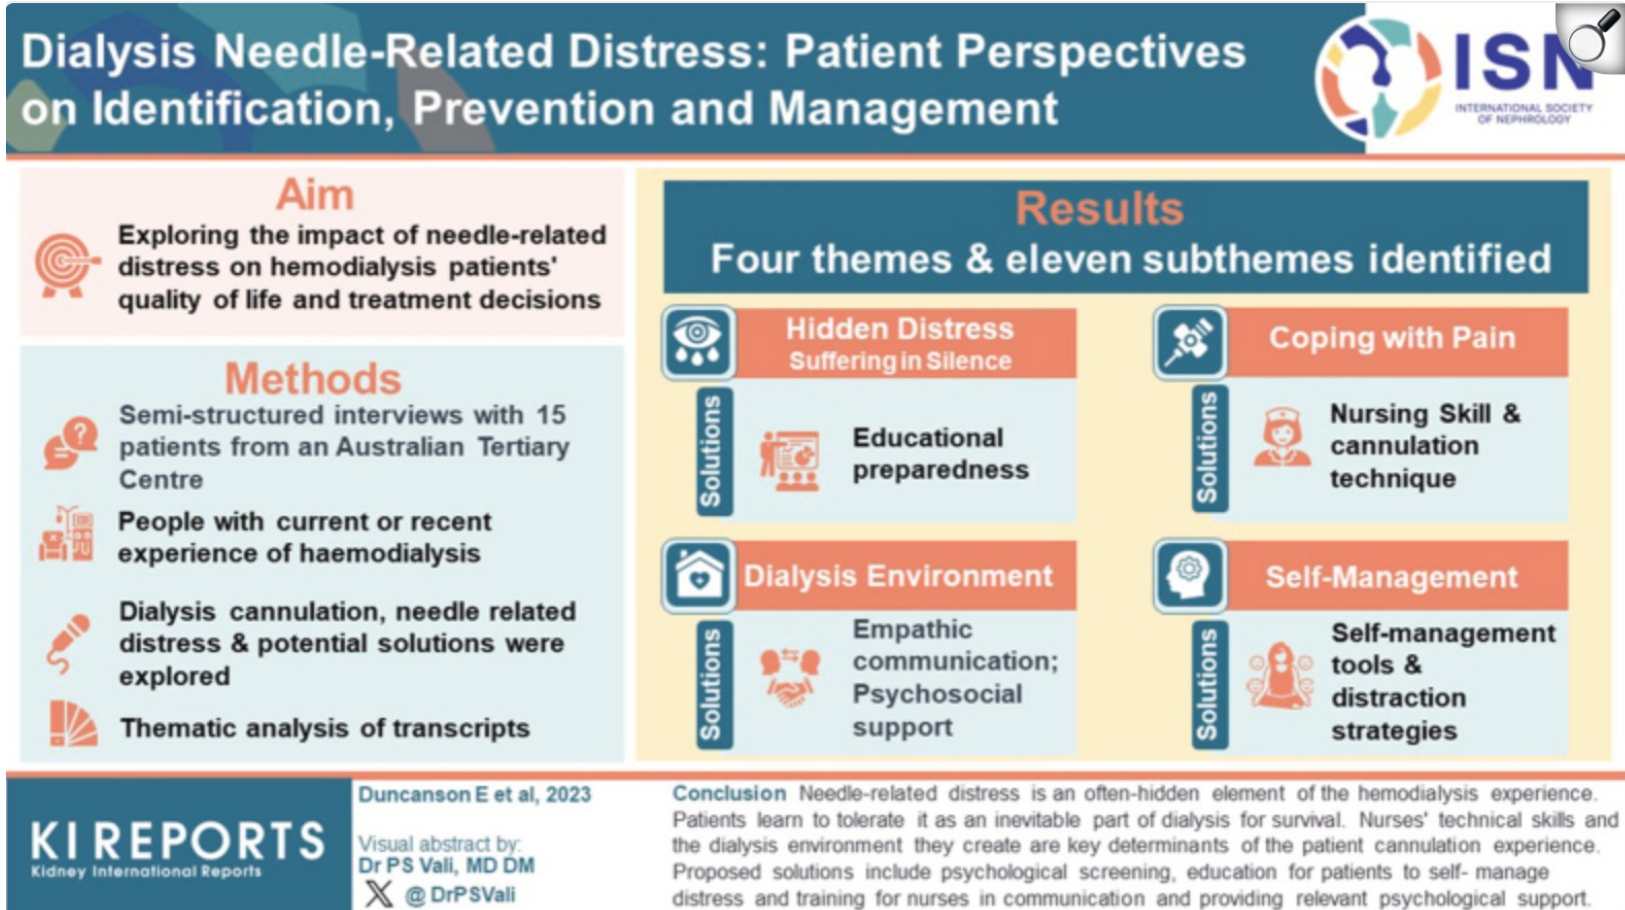 Dialysis Needle-Related Distress: Patient Perspectives
on Identification, Prevention and Management
ISN
INTERNATIONAL SOCIETY
OF NEPHROLOGY
Aim
Exploring the impact of needle-related
distress on hemodialysis patients'
quality of life and treatment decisions
Methods
Semi-structured interviews with 15
patients from an Australian Tertiary
Centre
People with current or recent
experience of haemodialysis
Dialysis cannulation, needle related
distress & potential solutions were
explored
Thematic analysis of transcripts
Results
Four themes & eleven subthemes identified
Hidden Distress
Suffering in Silence
Solutions
Educational
preparedness
Coping with Pain
Solutions
Nursing Skill &
cannulation
technique
Dialysis Environment
Solutions
Empathic
communication;
Psychosocial
support
Self-Management
Solutions
Self-management
tools &
distraction
strategies
KI REPORTS
Kidney International Reports
Duncanson E et al, 2023
Visual abstract by:
Dr PS Vali, MD DM
X @DrPSVali
Conclusion Needle-related distress is an often-hidden element of the hemodialysis experience.
Patients learn to tolerate it as an inevitable part of dialysis for survival. Nurses' technical skills and
the dialysis environment they create are key determinants of the patient cannulation experience.
Proposed solutions include psychological screening, education for patients to self- manage
distress and training for nurses in communication and providing relevant psychological support.